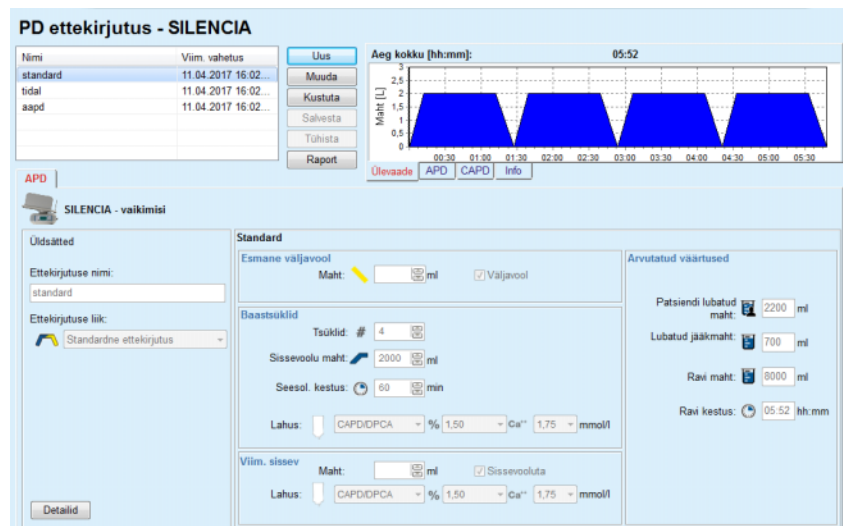 PD ettekirjutus - SILENCIA
Nimi Viim. vahetus
standard 11.04.2017 16:02...
tidal 11.04.2017 16:02...
aapd 11.04.2017 16:02...
Uus
Muuda
Kustuta
Salvesta
Tühista
Raport
Aeg kokku [hh:mm]: 05:52
Maht [L]
3
2,5
2
1,5
1
0,5
0
00:30 01:00 01:30 02:00 02:30 03:00 03:30 04:00 04:30 05:00 05:30
Ülevaade APD CAPD Info
APD
SILENCIA - vaikimisi
Üldsätted
Ettekirjutuse nimi:
standard
Ettekirjutuse liik:
Standardne ettekirjutus
Detailid
Standard
Esmane väljavool
Maht: ml Väljavool
Baastsüklid
Tsüklid: # 4
Sissevoolu maht: 2000 ml
Seesol. kestus: 60 min
Lahus: CAPD/DPCA % 1,50 Ca⁺⁺ 1,75 mmol/l
Viim. sissev
Maht: ml Sissevooluta
Lahus: CAPD/DPCA % 1,50 Ca⁺⁺ 1,75 mmol/l
Arvutatud väärtused
Patsiendi lubatud
maht: 2200 ml
Lubatud jääkmaht: 700 ml
Ravi maht: 8000 ml
Ravi kestus: 05:52 hh:mm